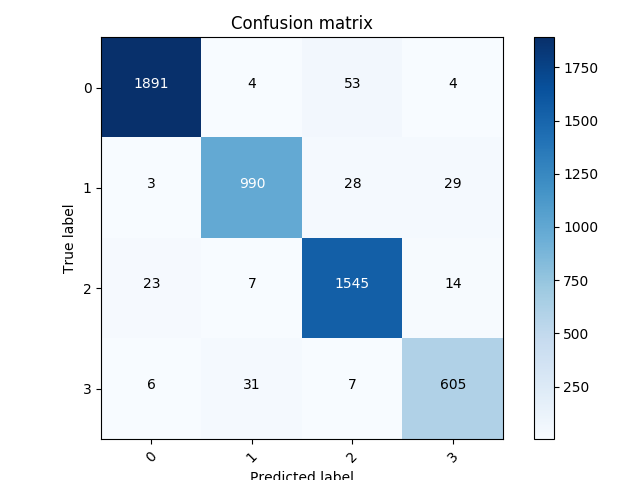 Confusion matrix
0 1891 4 53 4
1 3 990 28 29
2 23 7 1545 14
3 6 31 7 605
0 1 2 3
True label
Predicted label
1750
1500
1250
1000
750
500
250